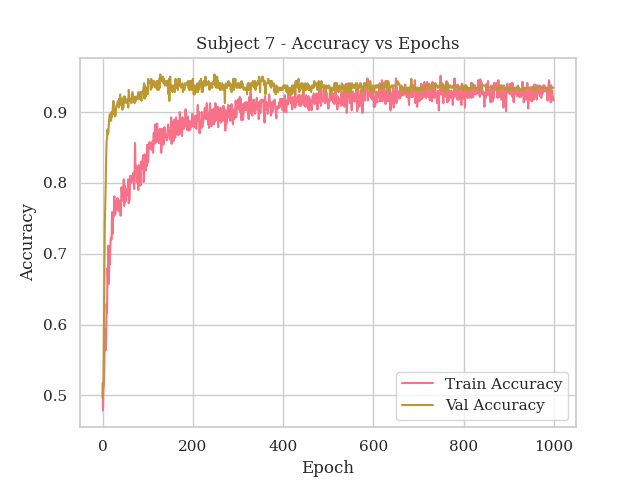 Subject 7 - Accuracy vs Epochs
Accuracy
0.9
0.8
0.7
0.6
0.5
Train Accuracy
Val Accuracy
0 200 400 600 800 1000
Epoch